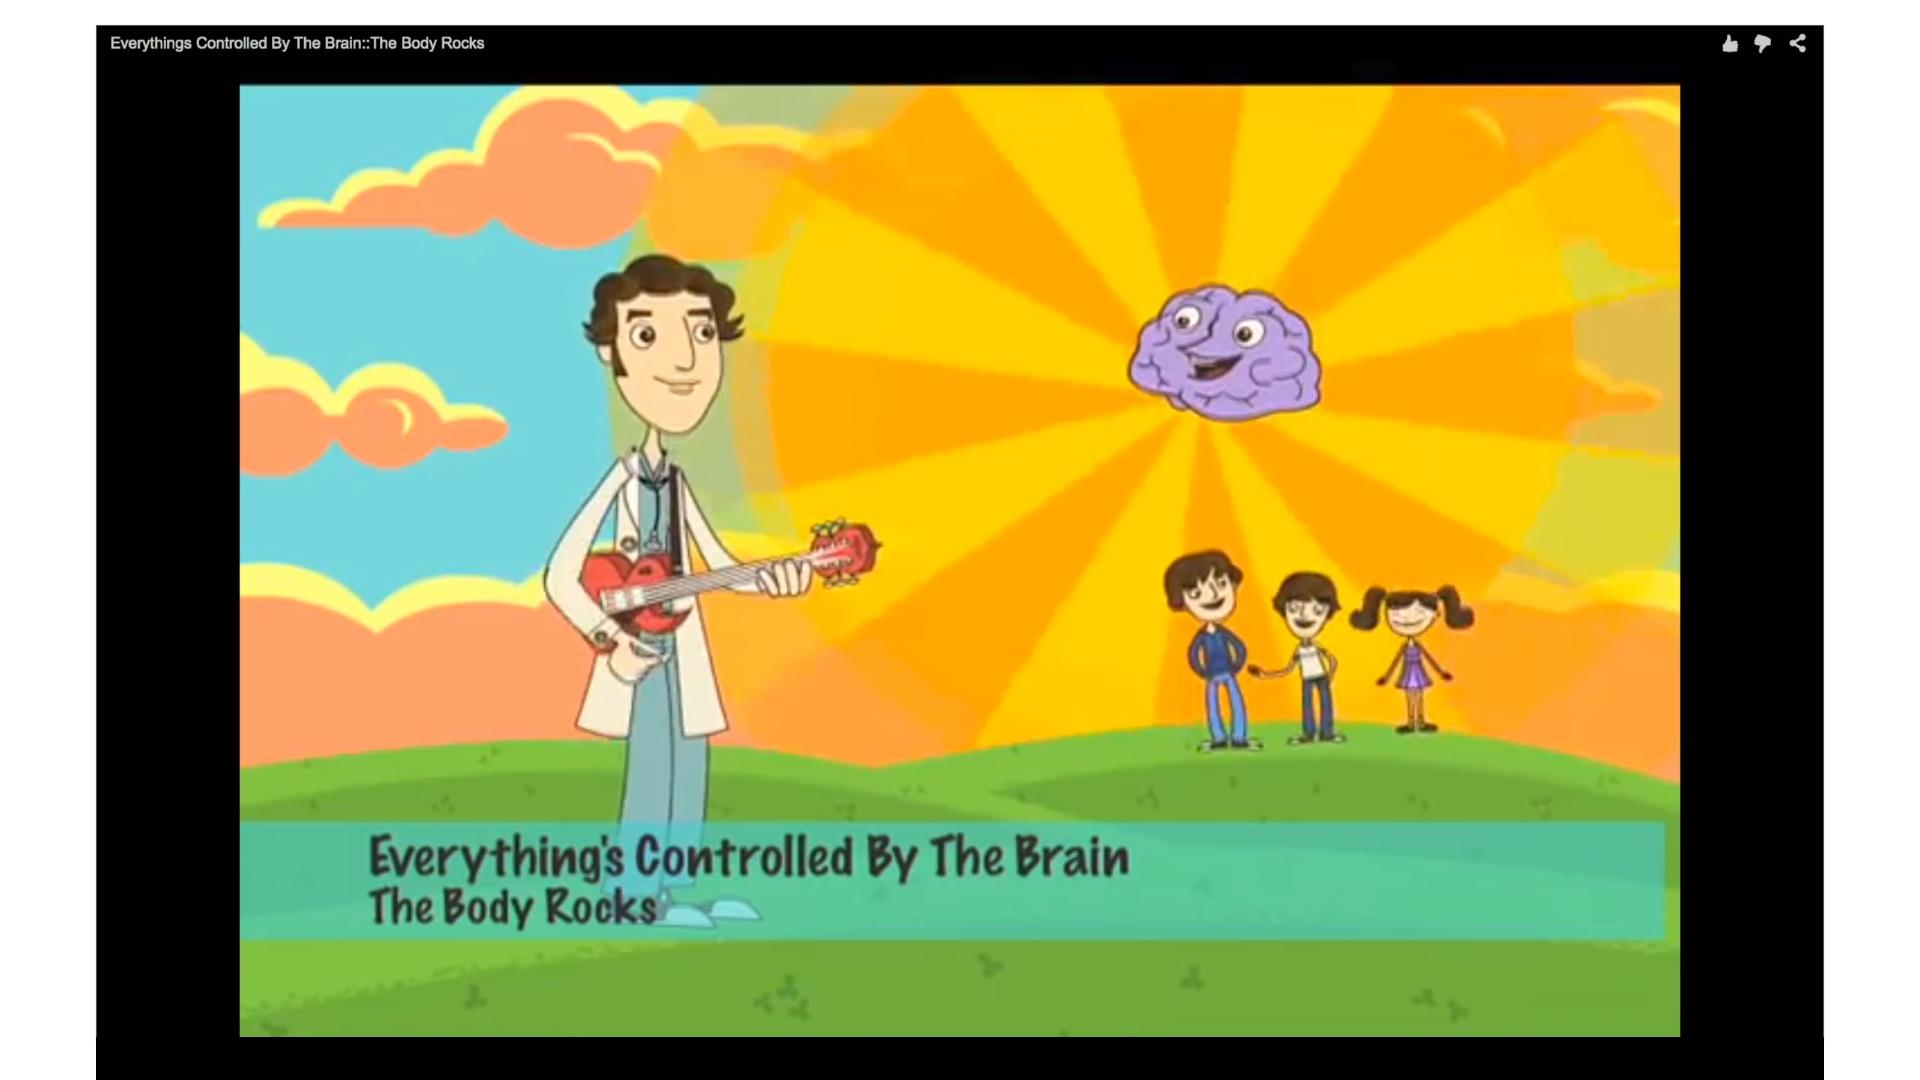 Everythings Controlled By The Brain::The Body Rocks
Everything's Controlled By The Brain
The Body Rocks